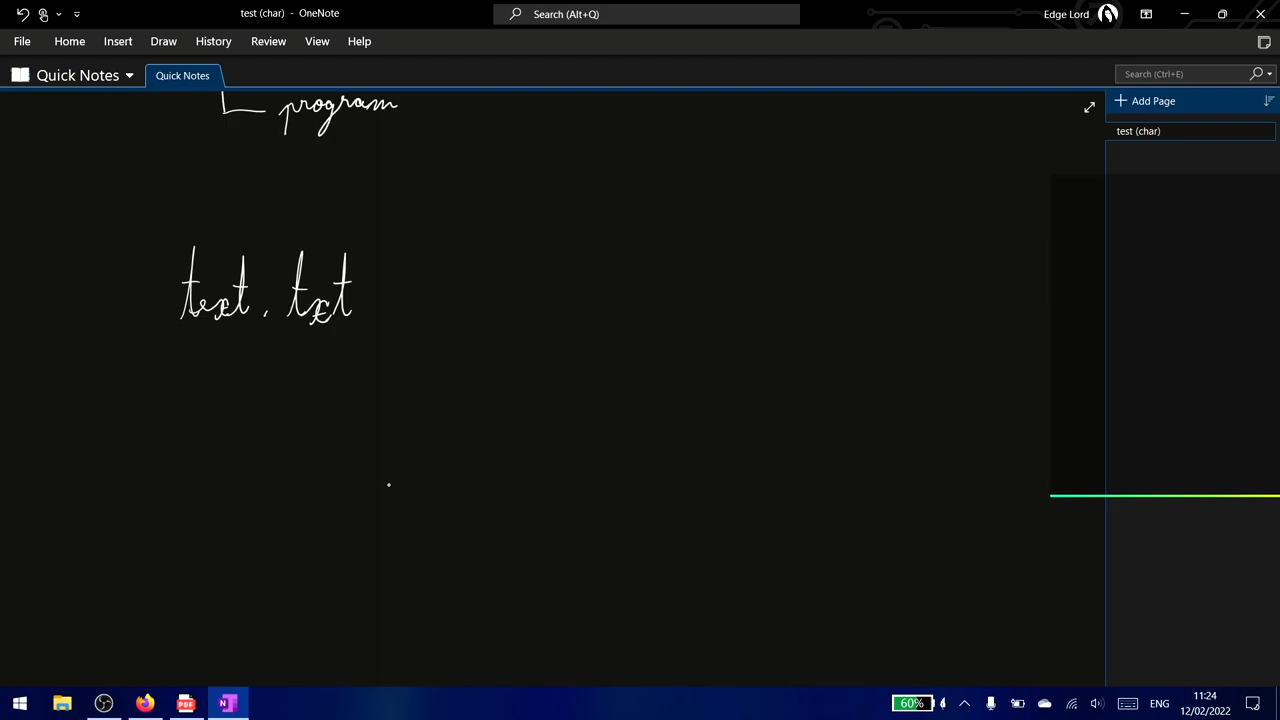 test (char) - OneNote
Search (Alt+Q)
Edge Lord
File Home Insert Draw History Review View Help
Quick Notes
Quick Notes
Search (Ctrl+E)
Add Page
test (char)
program
text. txt
60%
ENG
11:24
12/02/2022
PDF
N